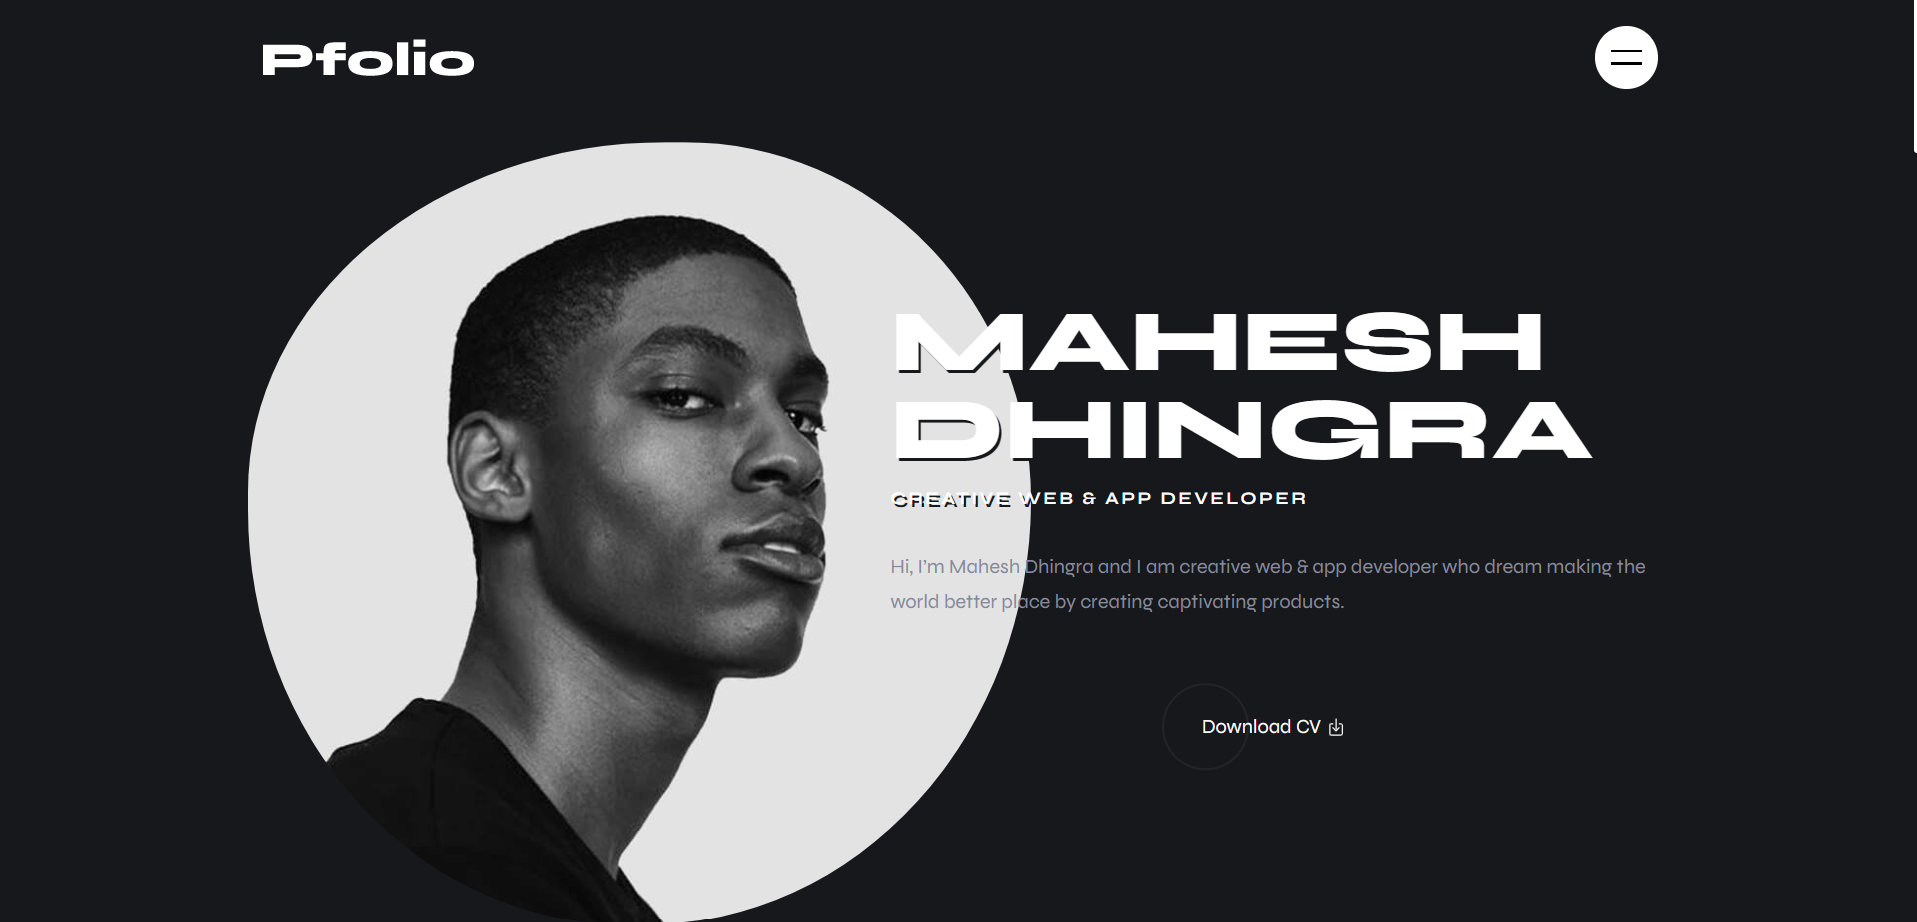 Pfolio
MAHESH
DHINGRA
CREATIVE WEB & APP DEVELOPER
Hi, I'm Mahesh Dhingra and I am creative web & app developer who dream making the
world better place by creating captivating products.
Download CV